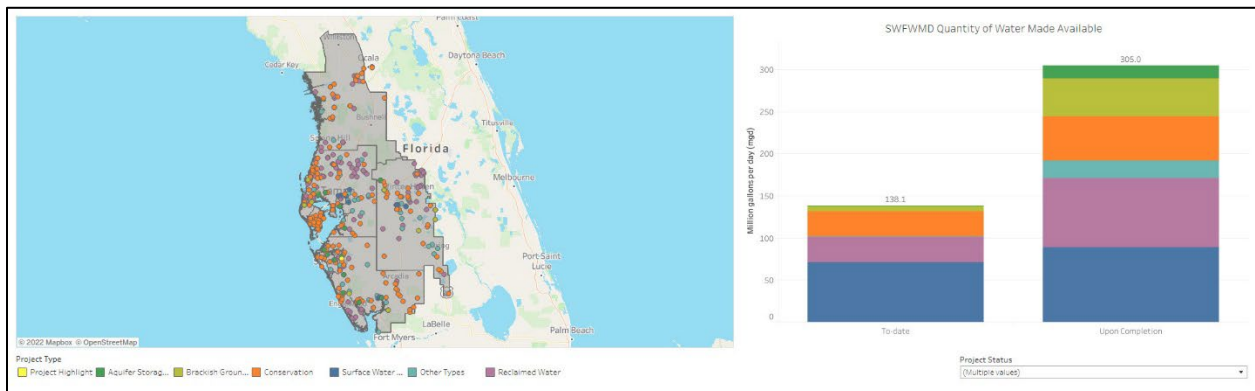 Palm Coast
Ocala
Daytona Beach
Cedar Key
Bushnell
Titusville
Florida
Melbourne
Port Saint
Lucie
Arcadia
LaBelle
Fort Myers
Palm Beach
© 2022 Mapbox © OpenStreetMap
SWFWMD Quantity of Water Made Available
305.0
300
250
200
150
138.1
100
50
0
Million gallons per day (mgd)
To-date
Upon Completion
Project Type
Project Highlight
Aquifer Storag...
Brackish Groun...
Conservation
Surface Water ...
Other Types
Reclaimed Water
Project Status
(Multiple values)